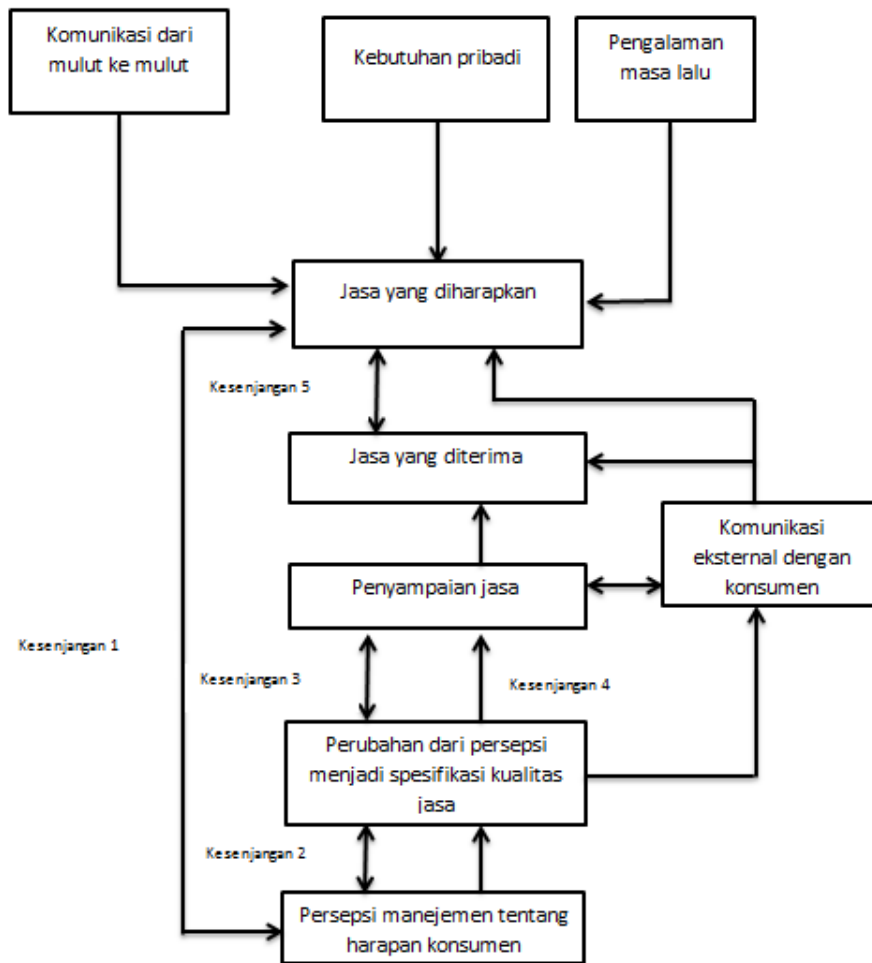 Komunikasi dari
mulut ke mulut
Kebutuhan pribadi
Pengalaman
masa lalu
Jasa yang diharapkan
Kesenjangan 5
Jasa yang diterima
Komunikasi
eksternal dengan
konsumen
Penyampaian jasa
Kesenjangan 1
Kesenjangan 3
Kesenjangan 4
Perubahan dari persepsi
menjadi spesifikasi kualitas
jasa
Kesenjangan 2
Persepsi manejemen tentang
harapan konsumen